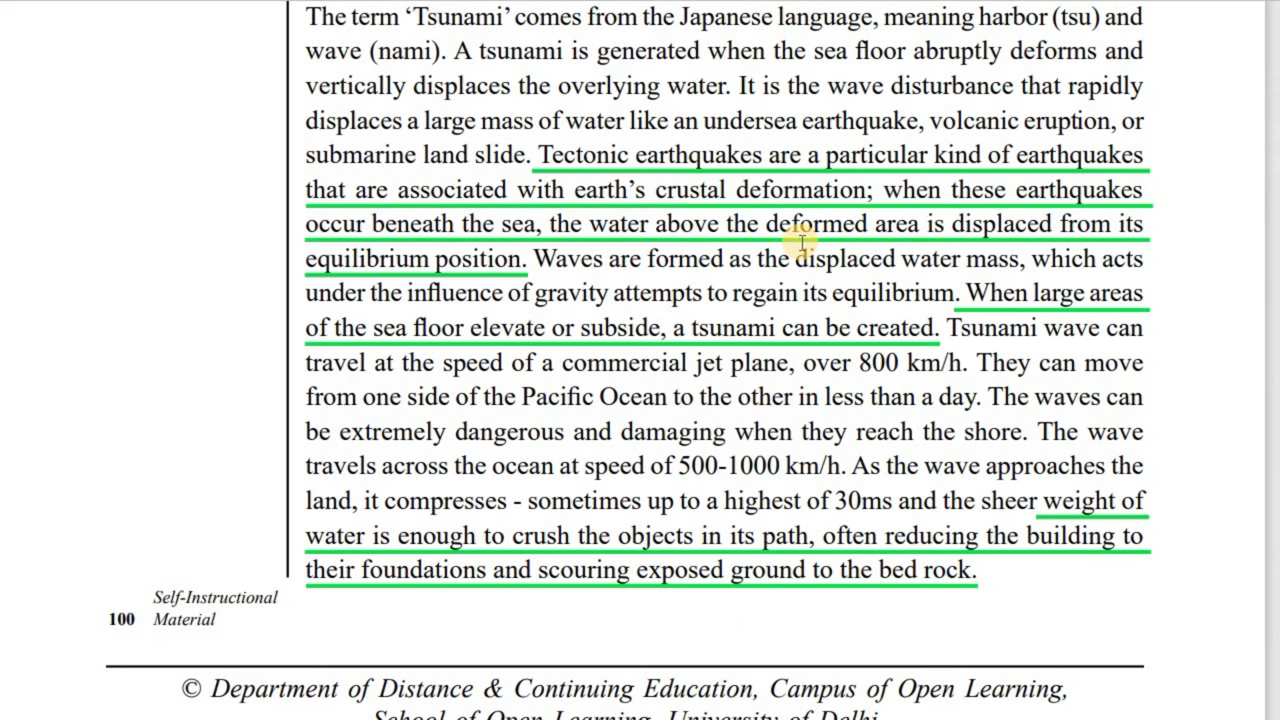 The term ‘Tsunami’ comes from the Japanese language, meaning harbor (tsu) and
wave (nami). A tsunami is generated when the sea floor abruptly deforms and
vertically displaces the overlying water. It is the wave disturbance that rapidly
displaces a large mass of water like an undersea earthquake, volcanic eruption, or
submarine land slide. Tectonic earthquakes are a particular kind of earthquakes
that are associated with earth’s crustal deformation; when these earthquakes
occur beneath the sea, the water above the deformed area is displaced from its
equilibrium position. Waves are formed as the displaced water mass, which acts
under the influence of gravity attempts to regain its equilibrium. When large areas
of the sea floor elevate or subside, a tsunami can be created. Tsunami wave can
travel at the speed of a commercial jet plane, over 800 km/h. They can move
from one side of the Pacific Ocean to the other in less than a day. The waves can
be extremely dangerous and damaging when they reach the shore. The wave
travels across the ocean at speed of 500-1000 km/h. As the wave approaches the
land, it compresses - sometimes up to a highest of 30ms and the sheer weight of
water is enough to crush the objects in its path, often reducing the building to
their foundations and scouring exposed ground to the bed rock.
Self-Instructional
100 Material
© Department of Distance & Continuing Education, Campus of Open Learning,
School of Open Learning, University of Delhi